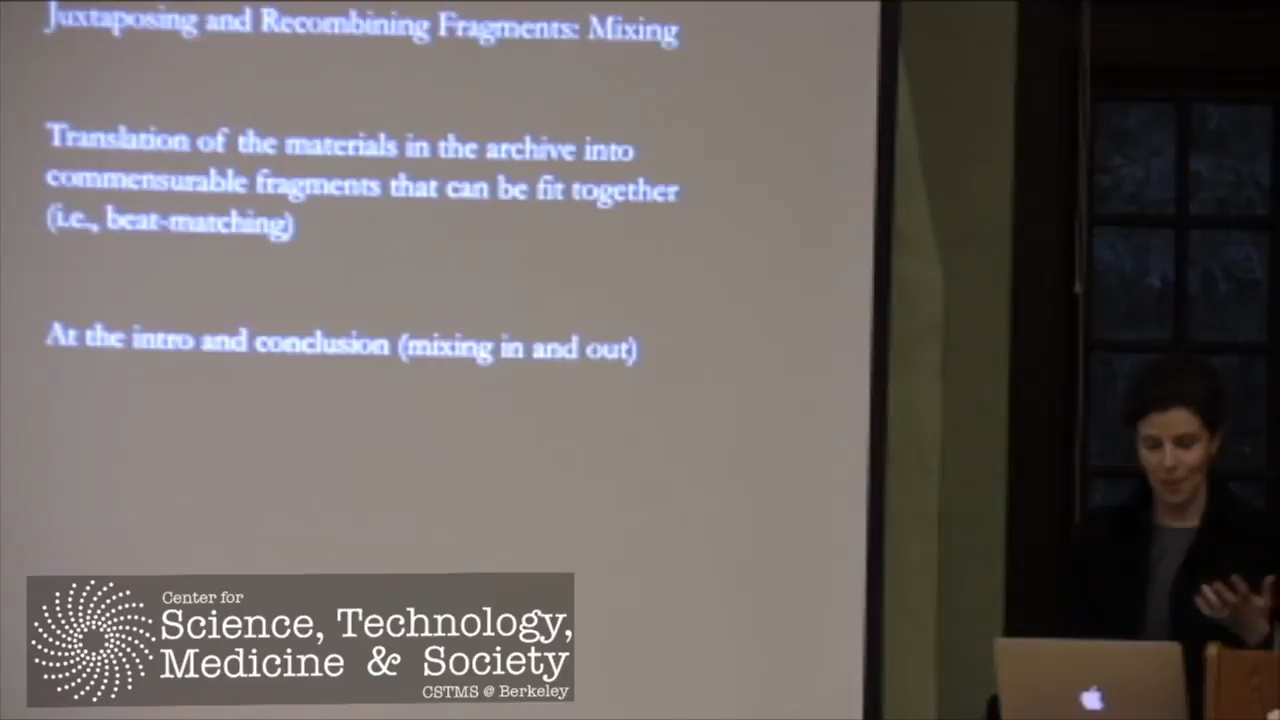 Juxtaposing and Recombining Fragments: Mixing
Translation of the materials in the archive into
commensurable fragments that can be fit together
(i.e., beat-matching)
At the intro and conclusion (mixing in and out)
Center for
Science, Technology,
Medicine & Society
CSTMS @ Berkeley